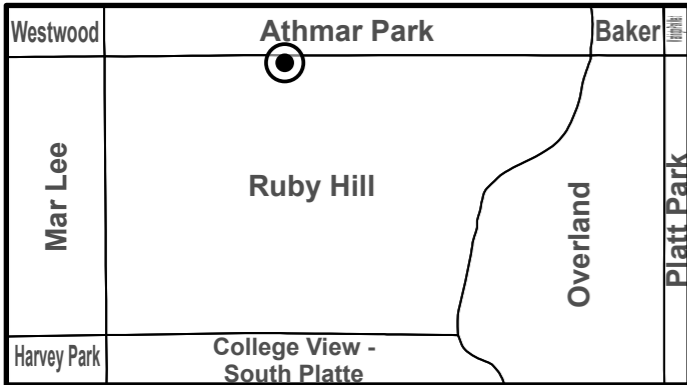 Westwood
Athmar Park
Baker
Mar Lee
Ruby Hill
Overland
Platt Park
Harvey Park
College View -
South Platte